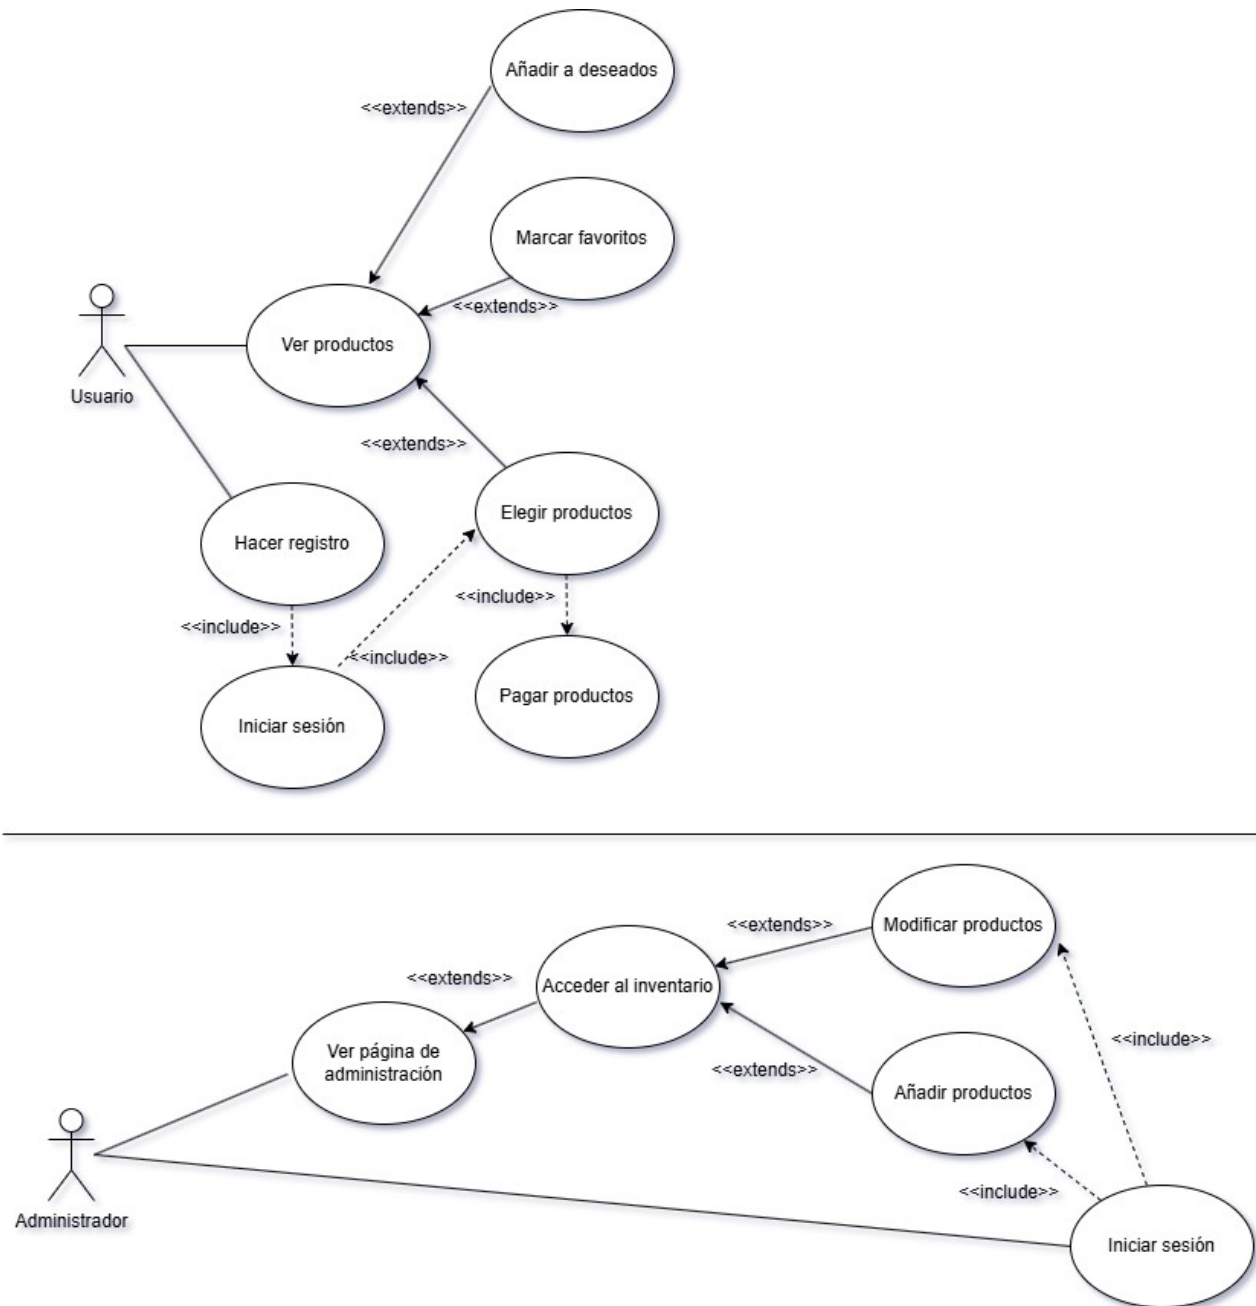 Añadir a deseados
<<extends>>
Marcar favoritos
<<extends>>
Ver productos
Usuario
<<extends>>
Elegir productos
Hacer registro
<<include>>
<<include>>
<<include>>
Pagar productos
Iniciar sesión
Modificar productos
<<extends>>
<<extends>>
Acceder al inventario
<<include>>
Ver página de
administración
<<extends>>
Añadir productos
<<include>>
Administrador
Iniciar sesión